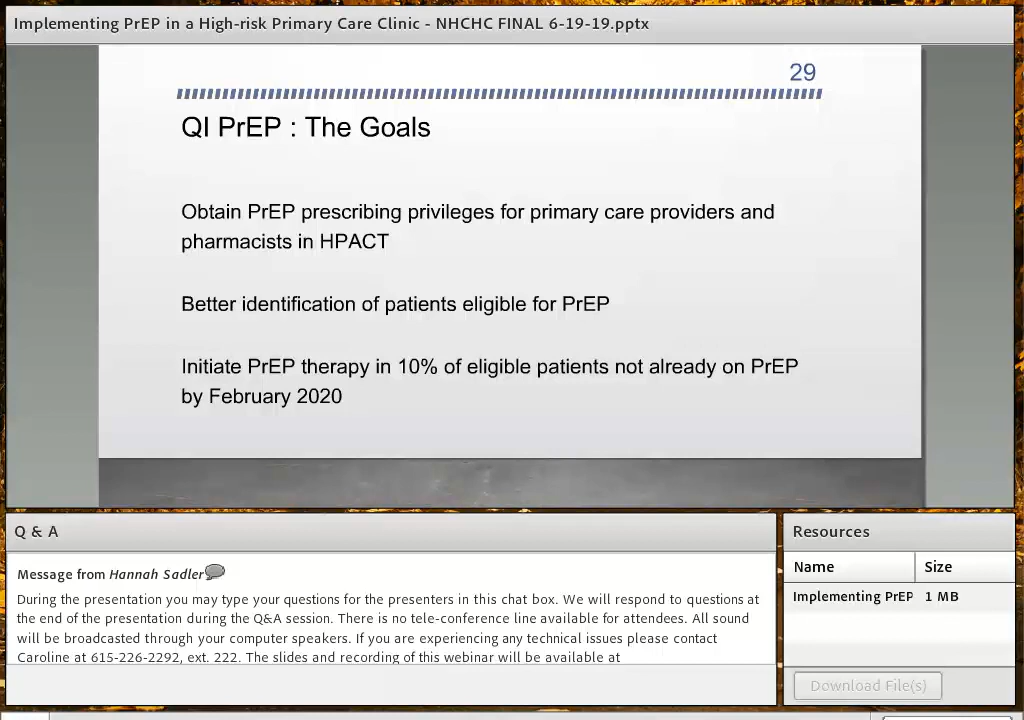 Implementing PrEP in a High-risk Primary Care Clinic - NHCHC FINAL 6-19-19.pptx
29
QI PrEP : The Goals
Obtain PrEP prescribing privileges for primary care providers and
pharmacists in HPACT
Better identification of patients eligible for PrEP
Initiate PrEP therapy in 10% of eligible patients not already on PrEP
by February 2020
Q & A
Message from Hannah Sadler
During the presentation you may type your questions for the presenters in this chat box. We will respond to questions at
the end of the presentation during the Q&A session. There is no tele-conference line available for attendees. All sound
will be broadcasted through your computer speakers. If you are experiencing any technical issues please contact
Caroline at 615-226-2292, ext. 222. The slides and recording of this webinar will be available at
Resources
Name Size
Implementing PrEP 1 MB
Download File(s)